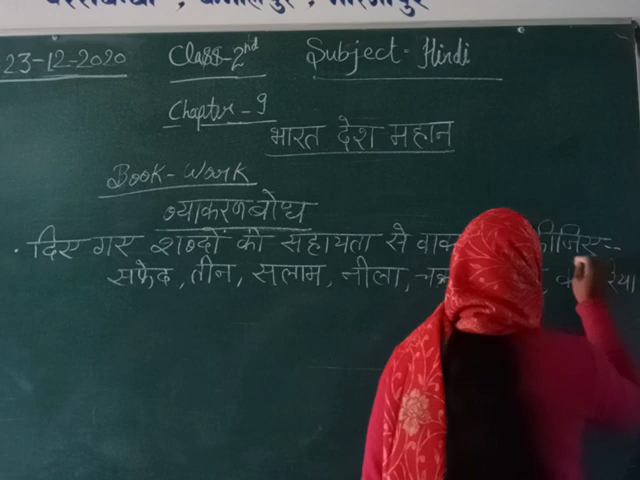 23-12-2020 Class-2nd Subject-Hindi
Chapter-9
भारत देश महान
Book-Work
व्याकरणबोध
• दिए गए शब्दों की सहायता से कीजिए-
सफेद, तीन, सलाम, नीला,